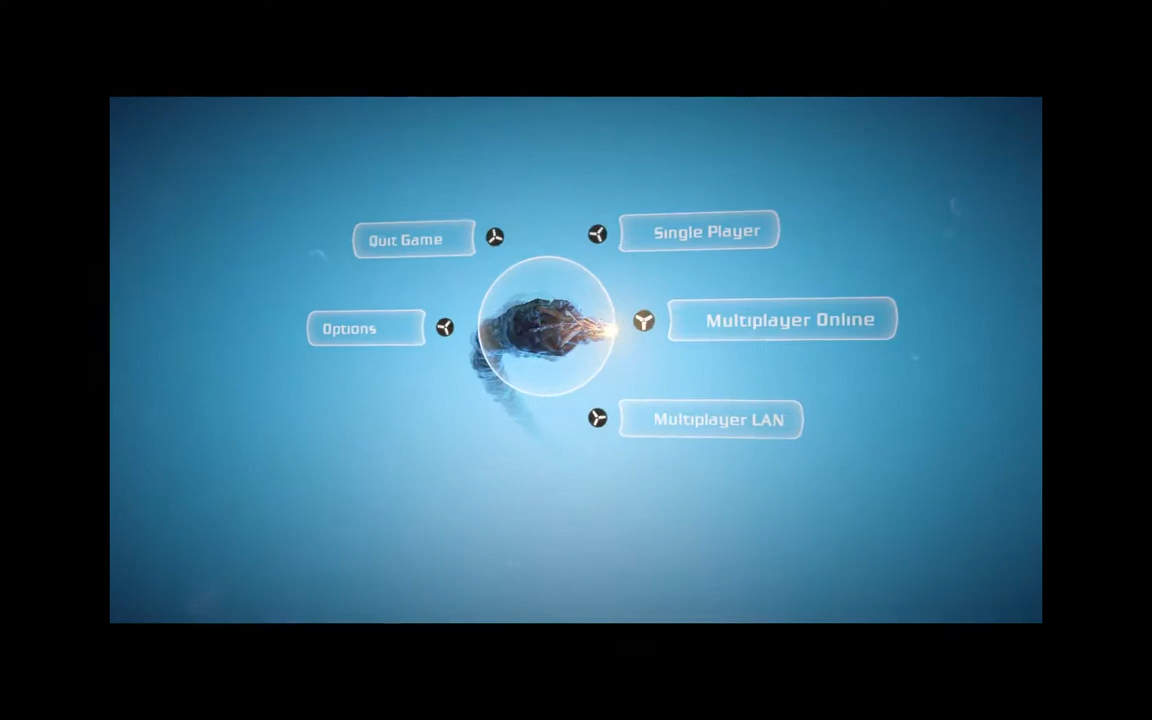 Quit Game
Single Player
Options
Multiplayer Online
Multiplayer LAN